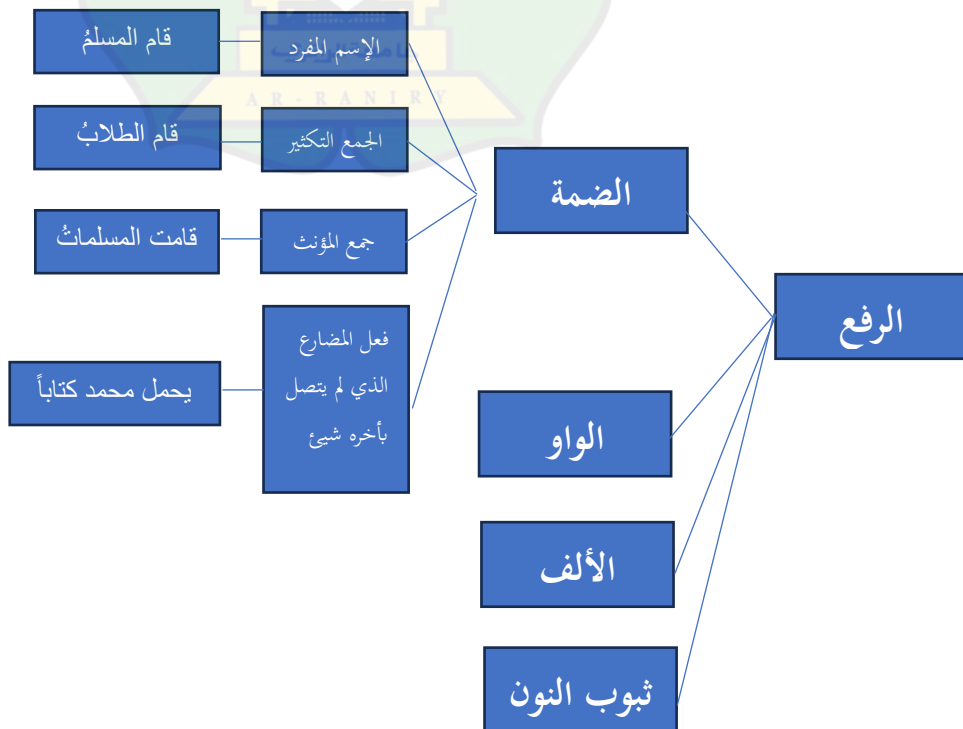 الرفع
الضمة
الإسم المفرد
قام المسلمُ
الجمع التكثير
قام الطلابُ
جمع المؤنث
قامت المسلماتُ
فعل المضارع
الذي لم يتصل
بأخره شيئ
يحمل محمد كتاباً
الواو
الألف
ثبوب النون
A R - R A N I R Y